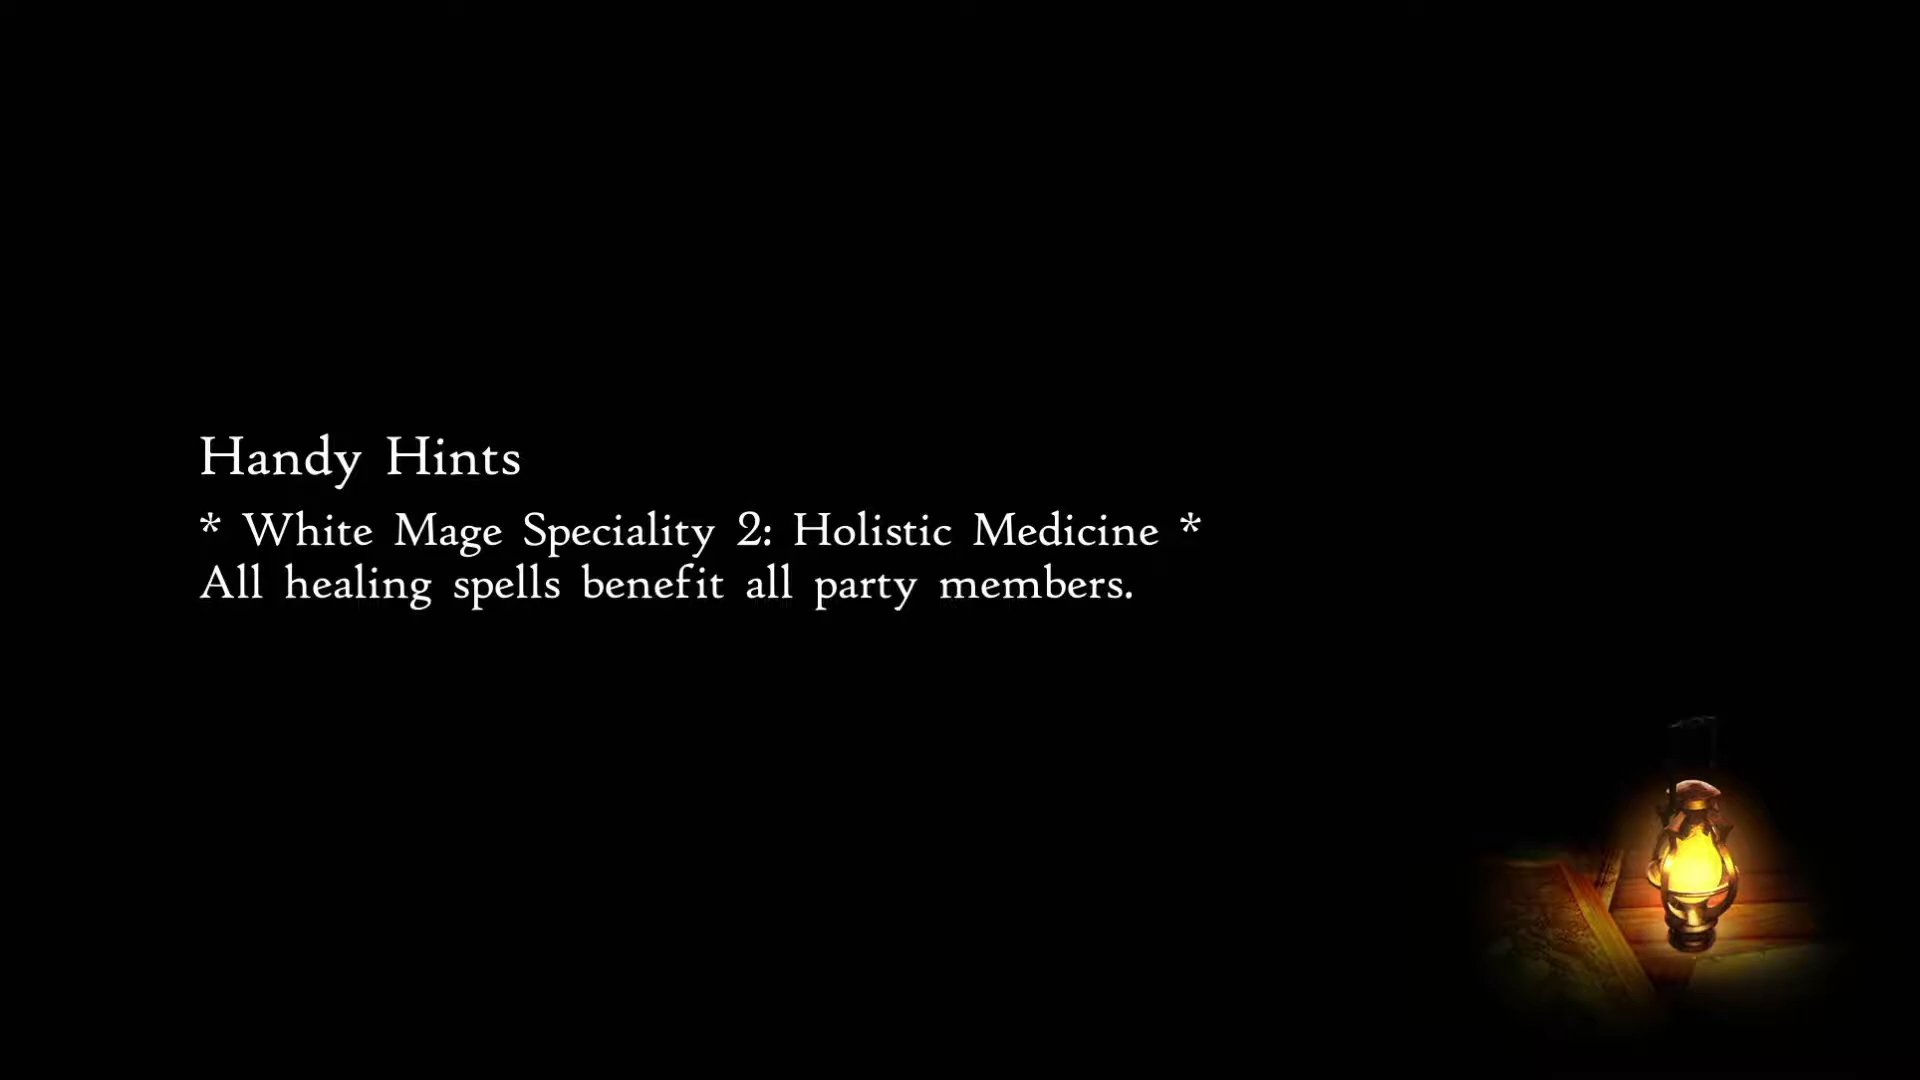 Handy Hints
* White Mage Speciality 2: Holistic Medicine *
All healing spells benefit all party members.